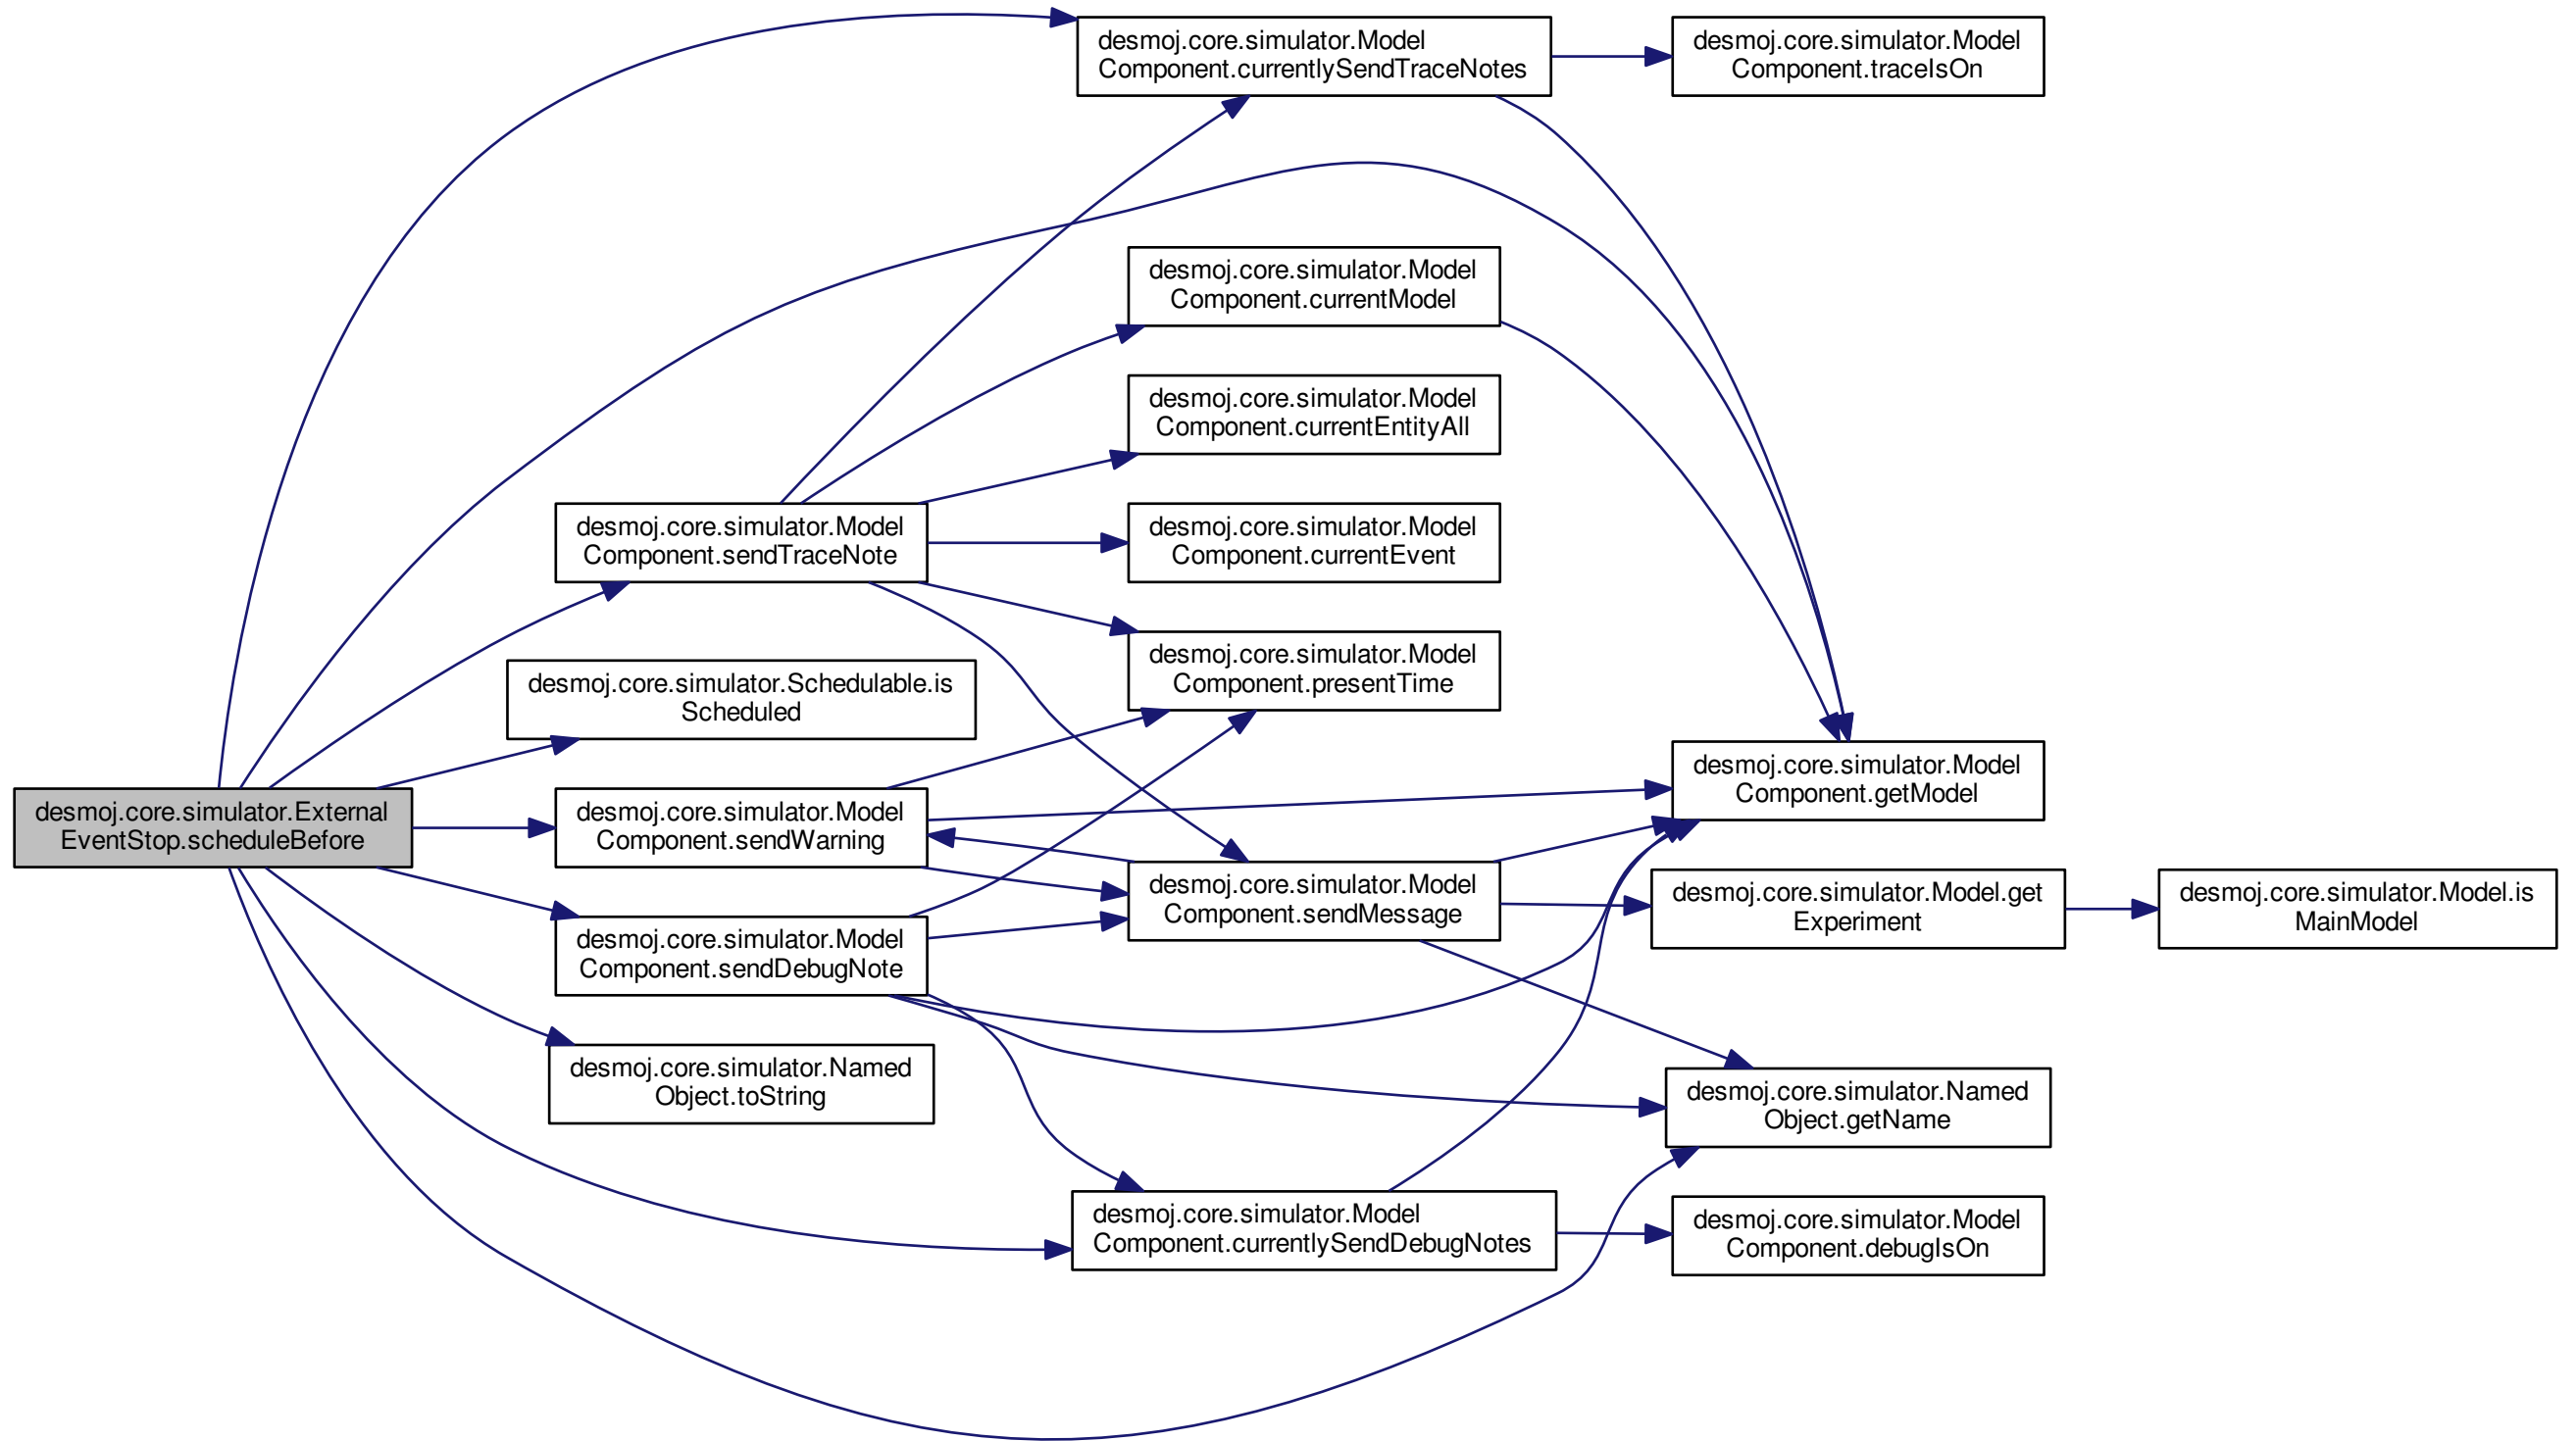 desmoj.core.simulator.External
EventStop.scheduleBefore
desmoj.core.simulator.Model
Component.sendTraceNote
desmoj.core.simulator.Schedulable.is
Scheduled
desmoj.core.simulator.Model
Component.sendWarning
desmoj.core.simulator.Model
Component.sendDebugNote
desmoj.core.simulator.Named
Object.toString
desmoj.core.simulator.Model
Component.currentlySendTraceNotes
desmoj.core.simulator.Model
Component.currentModel
desmoj.core.simulator.Model
Component.currentEntityAll
desmoj.core.simulator.Model
Component.currentEvent
desmoj.core.simulator.Model
Component.presentTime
desmoj.core.simulator.Model
Component.sendMessage
desmoj.core.simulator.Model
Component.currentlySendDebugNotes
desmoj.core.simulator.Model
Component.traceIsOn
desmoj.core.simulator.Model
Component.getModel
desmoj.core.simulator.Model.get
Experiment
desmoj.core.simulator.Named
Object.getName
desmoj.core.simulator.Model
Component.debugIsOn
desmoj.core.simulator.Model.is
MainModel